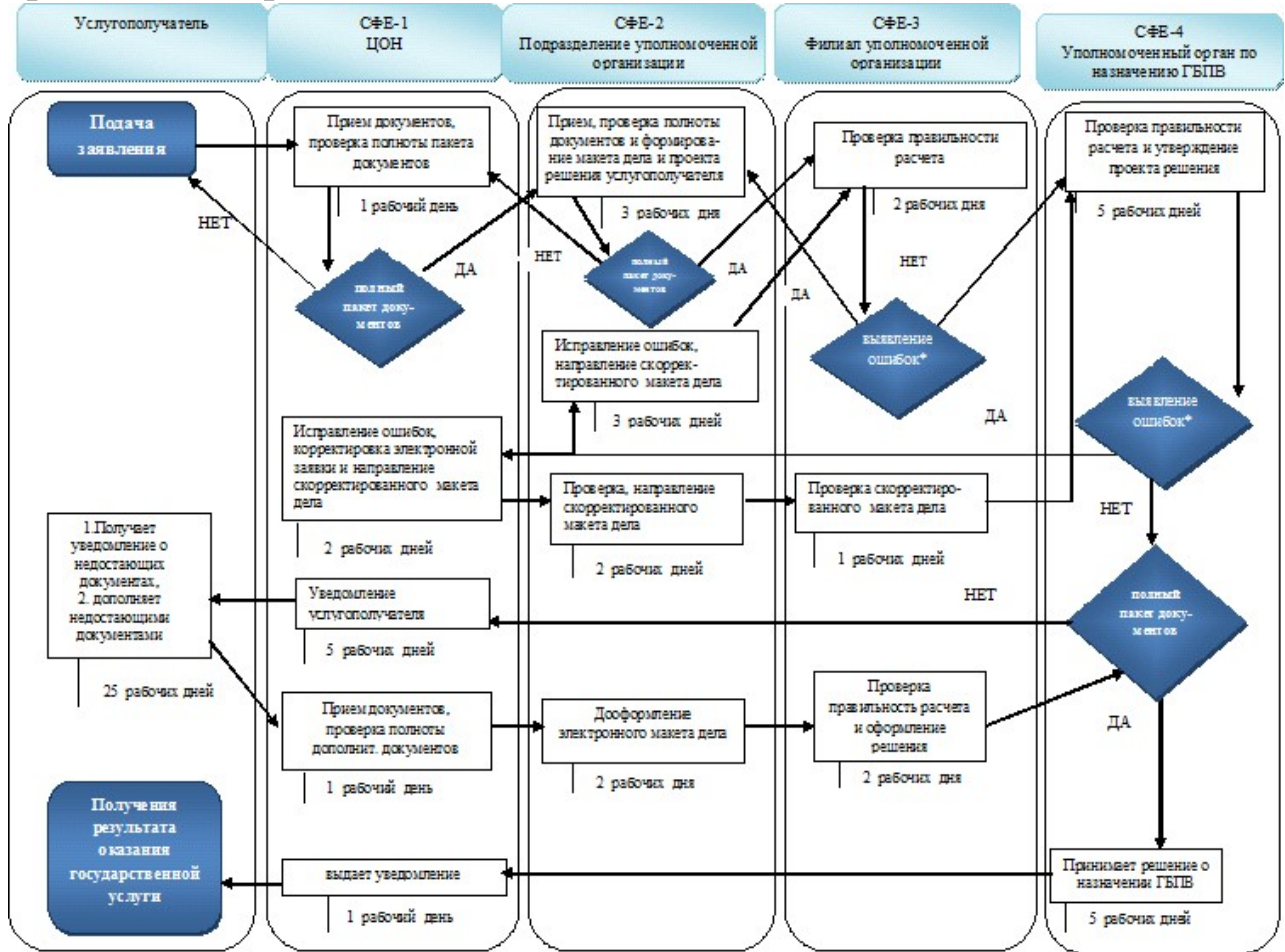 Услугополучатель
СФЕ-1
ЦОН
СФЕ-2
Подразделение уполномоченной
организации
СФЕ-3
Филиал уполномоченной
организации
СФЕ-4
Уполномоченный орган по
назначению ГБПВ
Подача
заявления
Прием документов,
проверка полноты пакета
документов
1 рабочий день
Прием, проверка полноты
документов и формирова-
ние макета дела и проекта
решения услугополучателя
3 рабочих дня
Проверка правильности
расчета
2 рабочих дня
Проверка правильности
расчета и утверждение
проекта решения
5 рабочих дней
НЕТ
ДА
НЕТ
ДА
НЕТ
ДА
полный
пакет доку-
ментов
полный
пакет доку-
ментов
выявление
ошибок*
Исправление ошибок,
направление скоррек-
тированного макета дела
3 рабочих дней
ДА
выявление
ошибок*
Исправление ошибок,
корректировка электронной
заявки и направление
скорректированного макета
дела
2 рабочих дней
Проверка, направление
скорректированного
макета дела
2 рабочих дней
Проверка скорректиро-
ванного макета дела
1 рабочих дней
НЕТ
1.Получает
уведомление о
недостающих
документах,
2. дополняет
недостающими
документами
25 рабочих дней
Уведомление
услугополучателя
5 рабочих дней
НЕТ
полный
пакет доку-
ментов
Прием документов,
проверка полноты
дополнит. документов
1 рабочий день
Дооформление
электронного макета дела
2 рабочих дня
Проверка
правильность расчета
и оформление
решения
2 рабочих дня
ДА
Получения
результата
оказания
государственной
услуги
выдает уведомление
1 рабочий день
Принимает решение о
назначении ГБПВ
5 рабочих дней